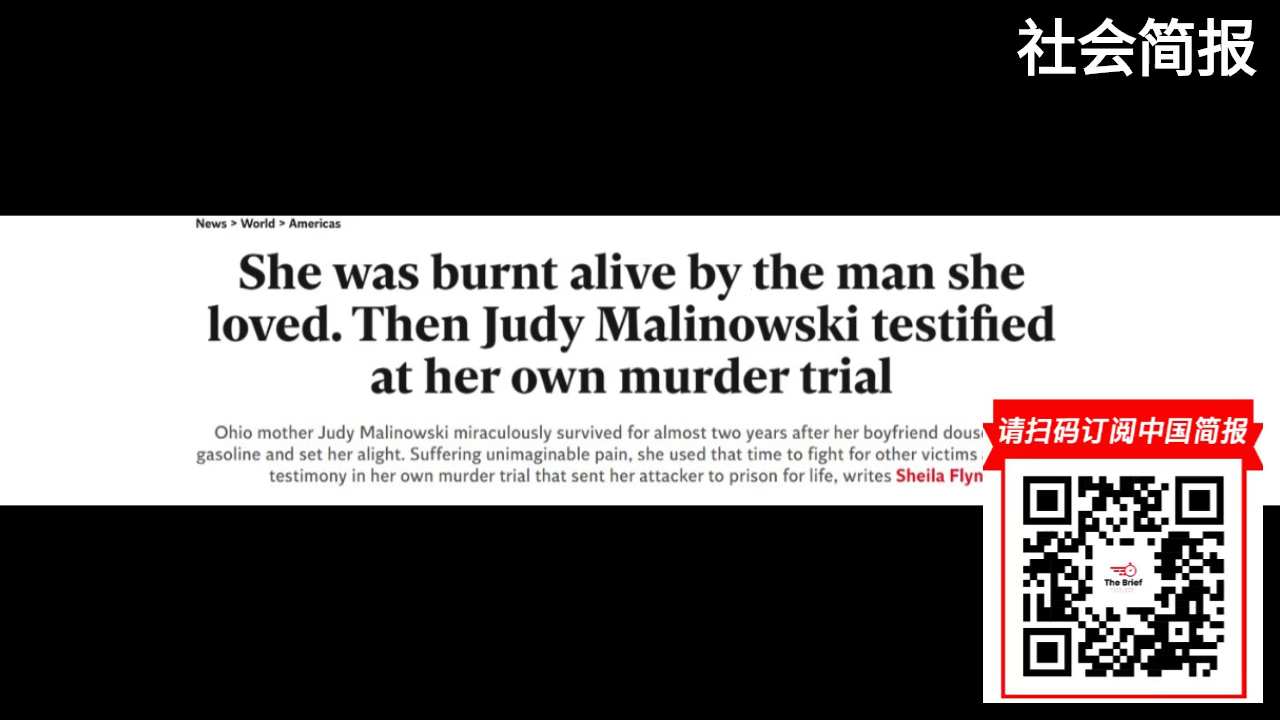 社会简报
News > World > Americas
She was burnt alive by the man she
loved. Then Judy Malinowski testified
at her own murder trial
Ohio mother Judy Malinowski miraculously survived for almost two years after her boyfriend
gasoline and set her alight. Suffering unimaginable pain, she used that time to fight for other victims
testimony in her own murder trial that sent her attacker to prison for life, writes Sheila
请扫码订阅中国简报
The Brief